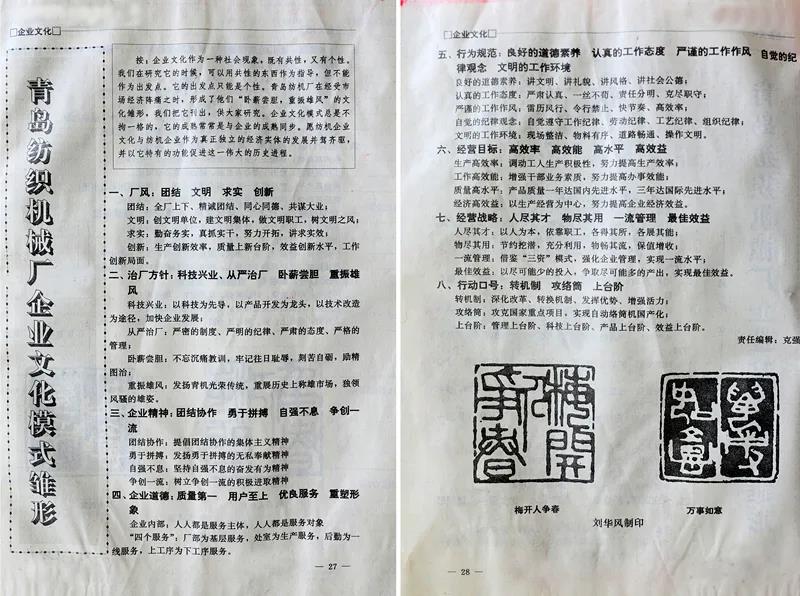 □企业文化□
青岛纺织机械厂企业文化模式雏形
按：企业文化作为一种社会现象，既有共性，又有个性。
我们在研究它的时候，可以用共性的东西作为指导，但不能
作为出发点。它的出发点只能是个性。青岛纺机厂在经受市
场经济阵痛之时，形成了他们“卧薪尝胆，重振雄风”的文
化雏形，我们把它刊出，供大家研究。企业文化模式总是不
拘一格的，它的成熟常常是与企业的成熟同步。愿纺机企业
文化与纺机企业作为真正独立的经济实体的发展并驾齐驱，
并以它特有的功能促进这一伟大的历史进程。
一、厂风：团结 文明 求实 创新
团结：全厂上下、精诚团结、同心同德、共谋大业；
文明：创文明单位，建文明集体，做文明职工，树文明之风；
求实：勤奋务实，真抓实干，努力开拓，讲求实效；
创新：生产创新效率，质量上新台阶，效益创新水平，工作
创新局面。
二、治厂方针：科技兴业、从严治厂 卧薪尝胆 重振雄
风
科技兴业：以科技为先导，以产品开发为龙头，以技术改造
为途径，加快企业发展；
从严治厂：严密的制度、严明的纪律、严肃的态度、严格的
管理；
卧薪尝胆：不忘沉痛教训，牢记往日耻辱，刻苦自砺，励精
图治；
重振雄风：发扬青机光荣传统，重展历史上称雄市场，独领
风骚的雄姿。
三、企业精神：团结协作 勇于拼搏 自强不息 争创一
流
团结协作：提倡团结协作的集体主义精神
勇于拼搏：发扬勇于拼搏的无私奉献精神
自强不息：坚持自强不息的奋发有为精神
争创一流：树立争创一流的积极进取精神
四、企业道德：质量第一 用户至上 优良服务 重塑形
象
企业内部：人人都是服务主体，人人都是服务对象
“四个服务”：厂部为基层服务，处室为生产服务，后勤为一
线服务，上工序为下工序服务。
— 27 —
□企业文化□
五、行为规范：良好的道德素养 认真的工作态度 严谨的工作作风 自觉的纪
律观念 文明的工作环境
良好的道德素养：讲文明、讲礼貌、讲风格、讲社会公德；
认真的工作态度：严肃认真、一丝不苟、责任分明、克尽职守；
严谨的工作作风：雷历风行、令行禁止、快节奏、高效率；
自觉的纪律观念：自觉遵守工作纪律、劳动纪律、工艺纪律、组织纪律；
文明的工作环境：现场整洁、物料有序、道路畅通、操作文明。
六、经营目标：高效率 高效能 高水平 高效益
生产高效率：调动工人生产积极性，努力提高生产效率；
工作高效能：增强干部业务素质，努力提高办事效能；
质量高水平：产品质量一年达国内先进水平，三年达国际先进水平；
经济高效益：以生产经营为中心，努力提高企业经济效益。
七、经营战略：人尽其才 物尽其用 一流管理 最佳效益
人尽其才：以人为本，依靠职工，各得其所，各展其能；
物尽其用：节约挖潜，充分利用，物畅其流，保值增收；
一流管理：借鉴“三资”模式，强化企业管理，实现一流水平；
最佳效益：以尽可能少的投入，争取尽可能多的产出，实现最佳效益。
八、行动口号：转机制 攻络筒 上台阶
转机制：深化改革、转换机制、发挥优势、增强活力；
攻络筒：攻克国家重点项目，实现自动络筒机国产化；
上台阶：管理上台阶、科技上台阶、产品上台阶、效益上台阶。
责任编辑：克强
梅开人争春
万事如意
刘华风制印
— 28 —